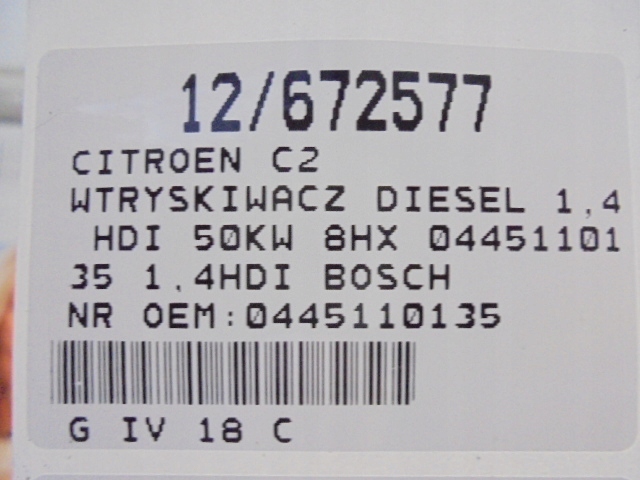 12/672577
CITROEN C2
WTRYSKIWACZ DIESEL 1,4
HDI 50KW 8HX 04451101
35 1,4HDI BOSCH
NR OEM:0445110135
G IV 18 C